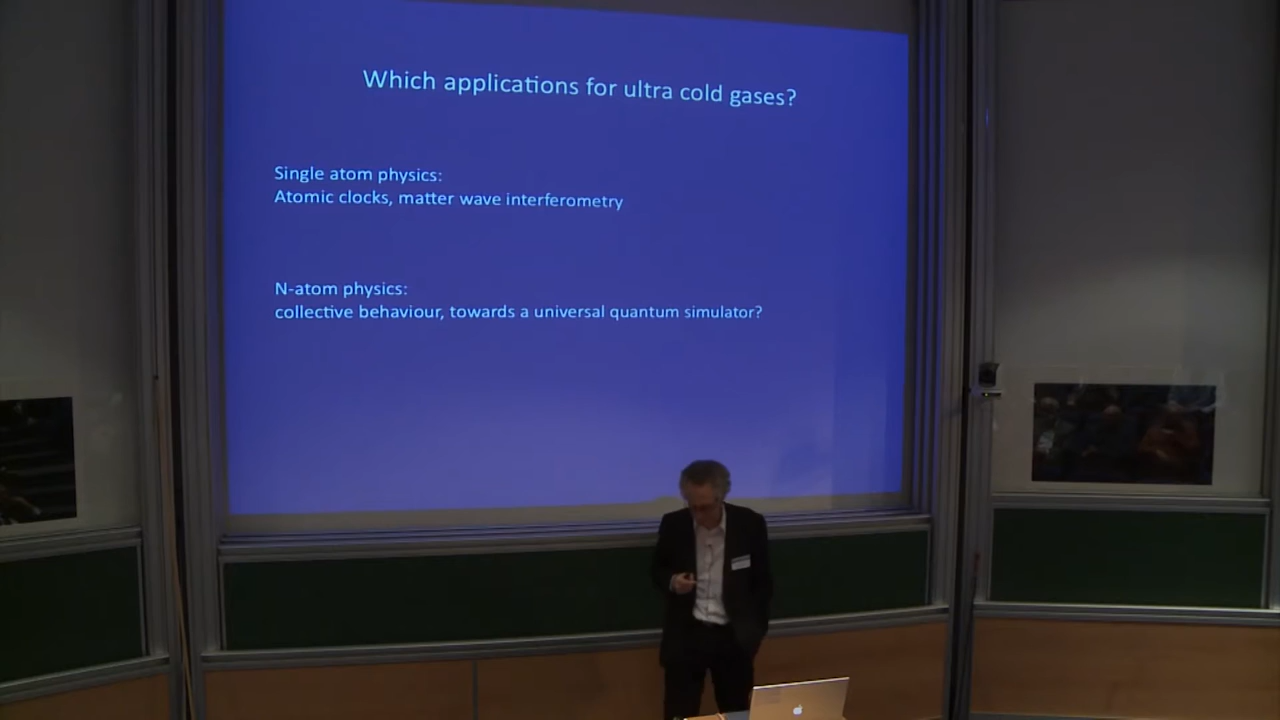 Which applications for ultra cold gases?
Single atom physics:
Atomic clocks, matter wave interferometry
N-atom physics:
collective behaviour, towards a universal quantum simulator?